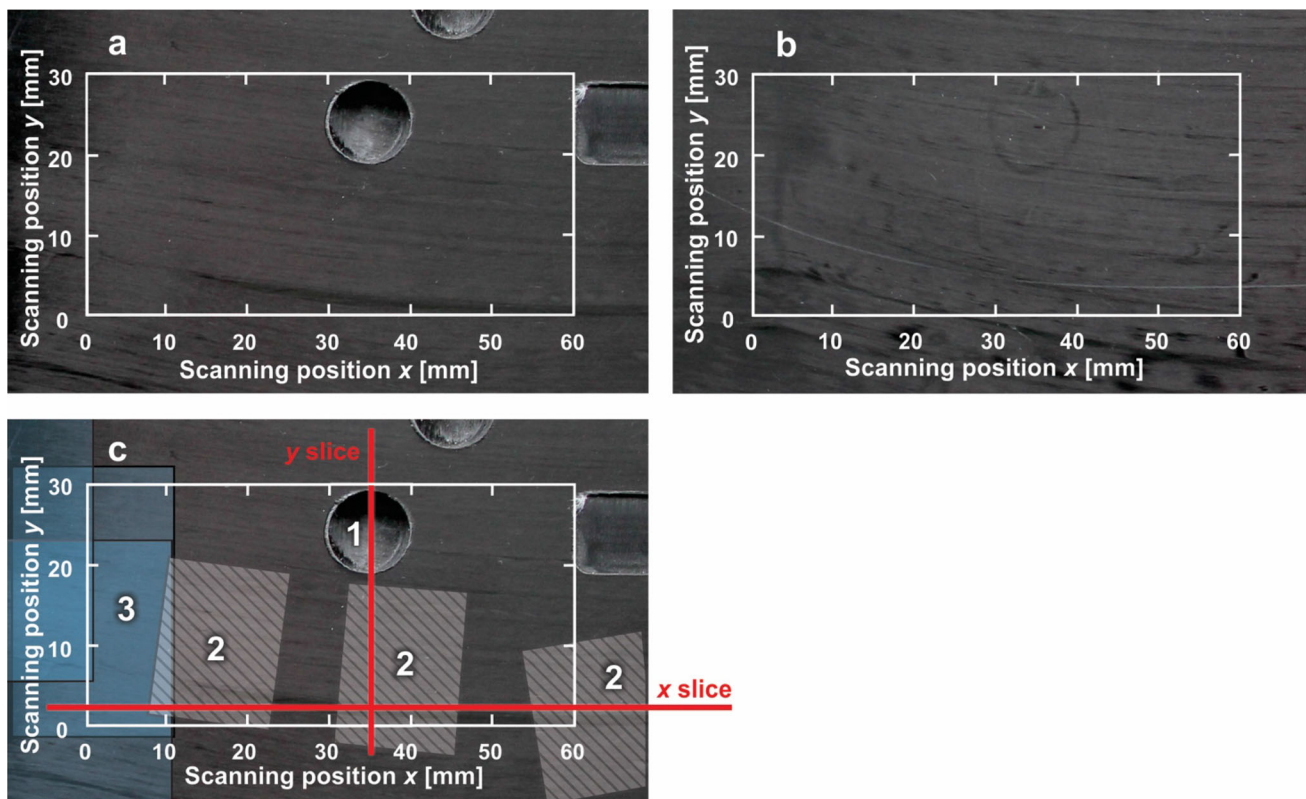 a
30
20
10
0
Scanning position y [mm]
0 10 20 30 40 50 60
Scanning position x [mm]
b
30
20
10
0
Scanning position y [mm]
0 10 20 30 40 50 60
Scanning position x [mm]
c
y slice
30
20
10
0
Scanning position y [mm]
1
3
2
2
2
x slice
0 10 20 30 40 50 60
Scanning position x [mm]